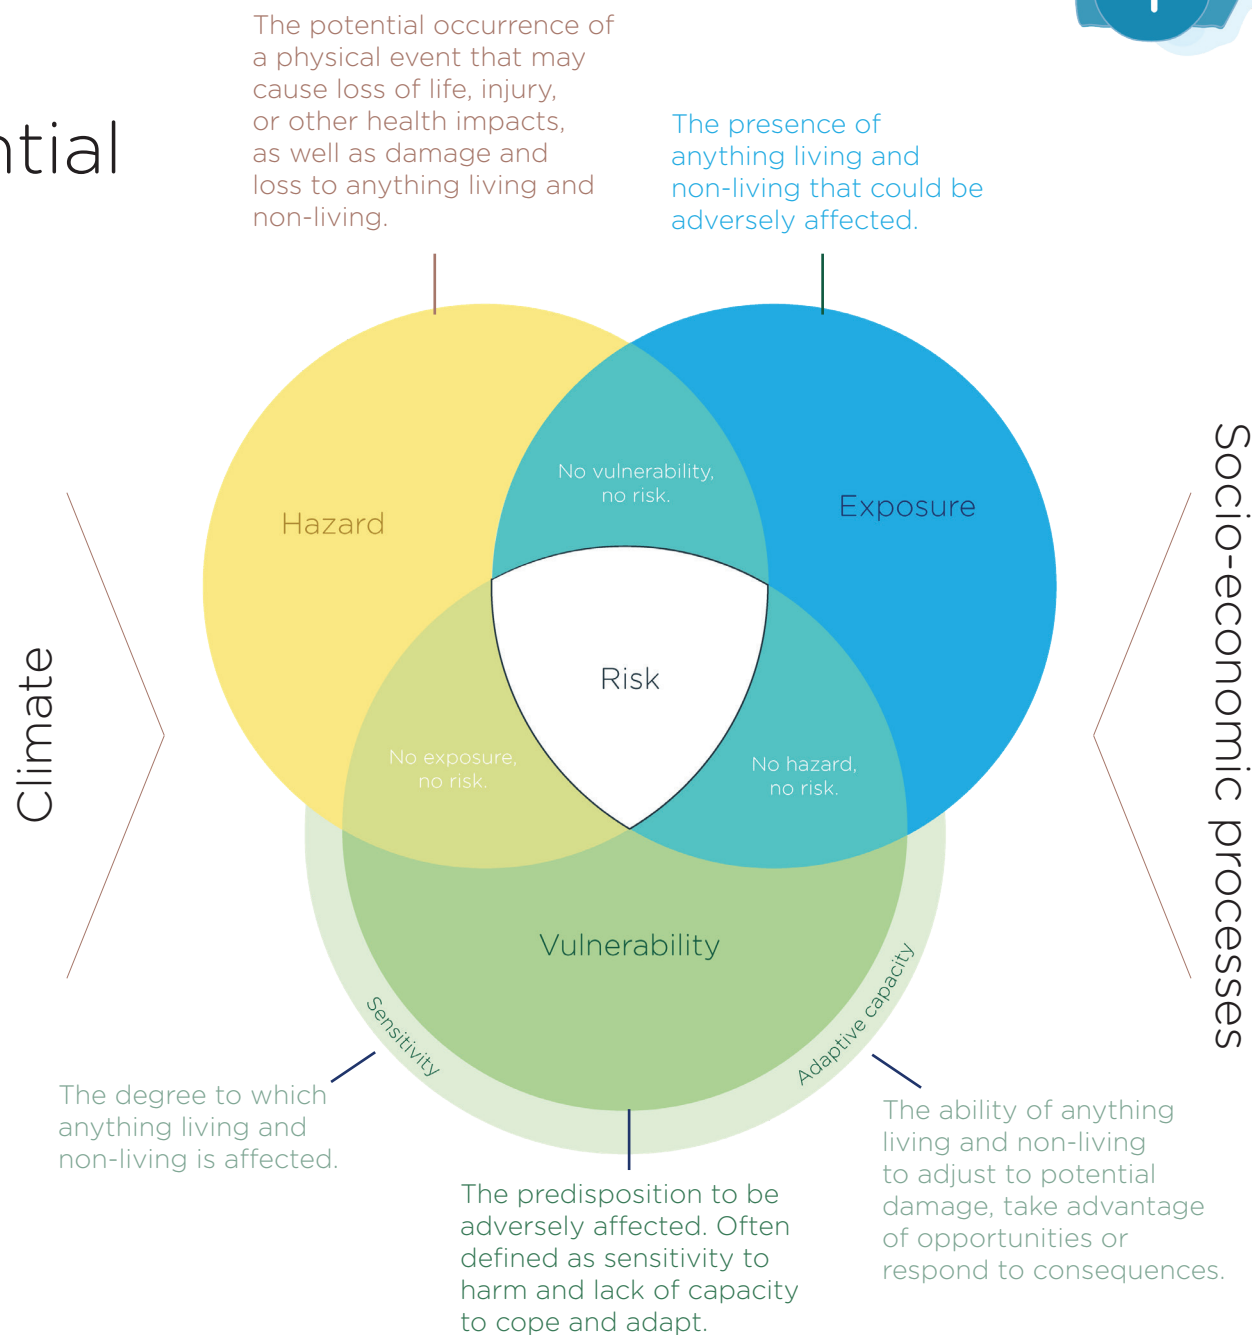 The potential occurrence of
a physical event that may
cause loss of life, injury,
or other health impacts,
as well as damage and
loss to anything living and
non-living.
ntial
The presence of
anything living and
non-living that could be
adversely affected.
No vulnerability,
no risk.
Hazard
Exposure
Risk
Climate
Socio-economic processes
No exposure,
no risk.
No hazard,
no risk.
Vulnerability
Sensitivity
Adaptive capacity
The degree to which
anything living and
non-living is affected.
The predisposition to be
adversely affected. Often
defined as sensitivity to
harm and lack of capacity
to cope and adapt.
The ability of anything
living and non-living
to adjust to potential
damage, take advantage
of opportunities or
respond to consequences.